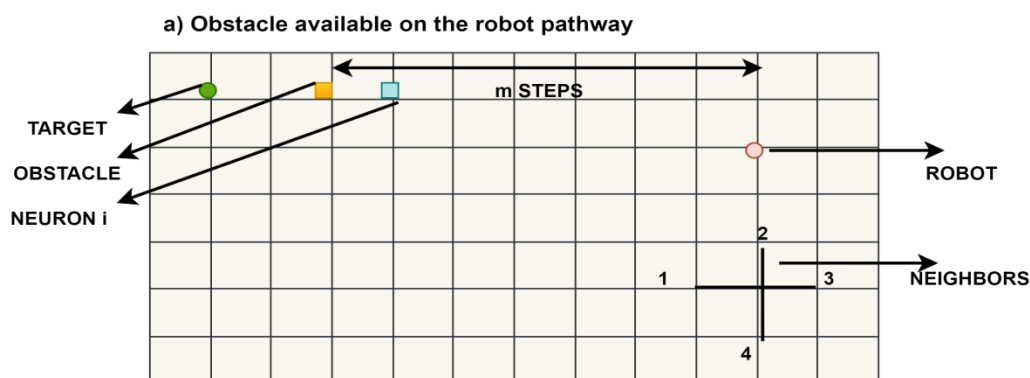 a) Obstacle available on the robot pathway
m STEPS
TARGET
OBSTACLE
ROBOT
NEURON i
2
1
3
NEIGHBORS
4